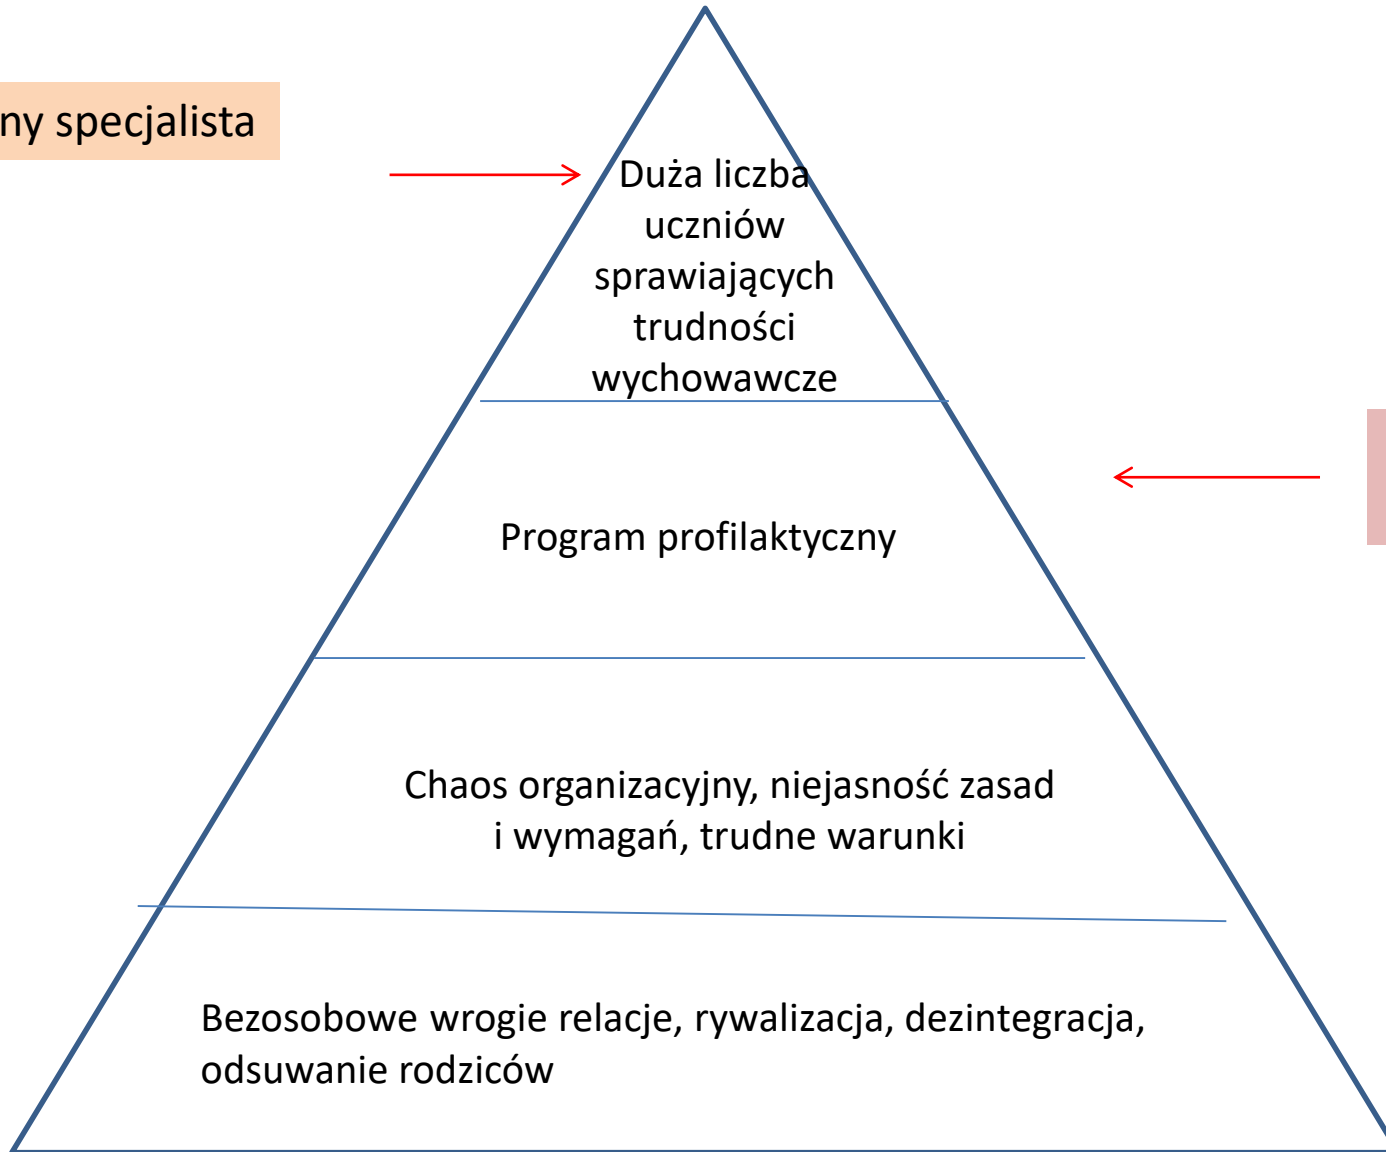 specjalista
Duża liczba
uczniów
sprawiających
trudności
wychowawcze
Program profilaktyczny
Chaos organizacyjny, niejasność zasad
i wymagań, trudne warunki
Bezosobowe wrogie relacje, rywalizacja, dezintegracja,
odsuwanie rodziców